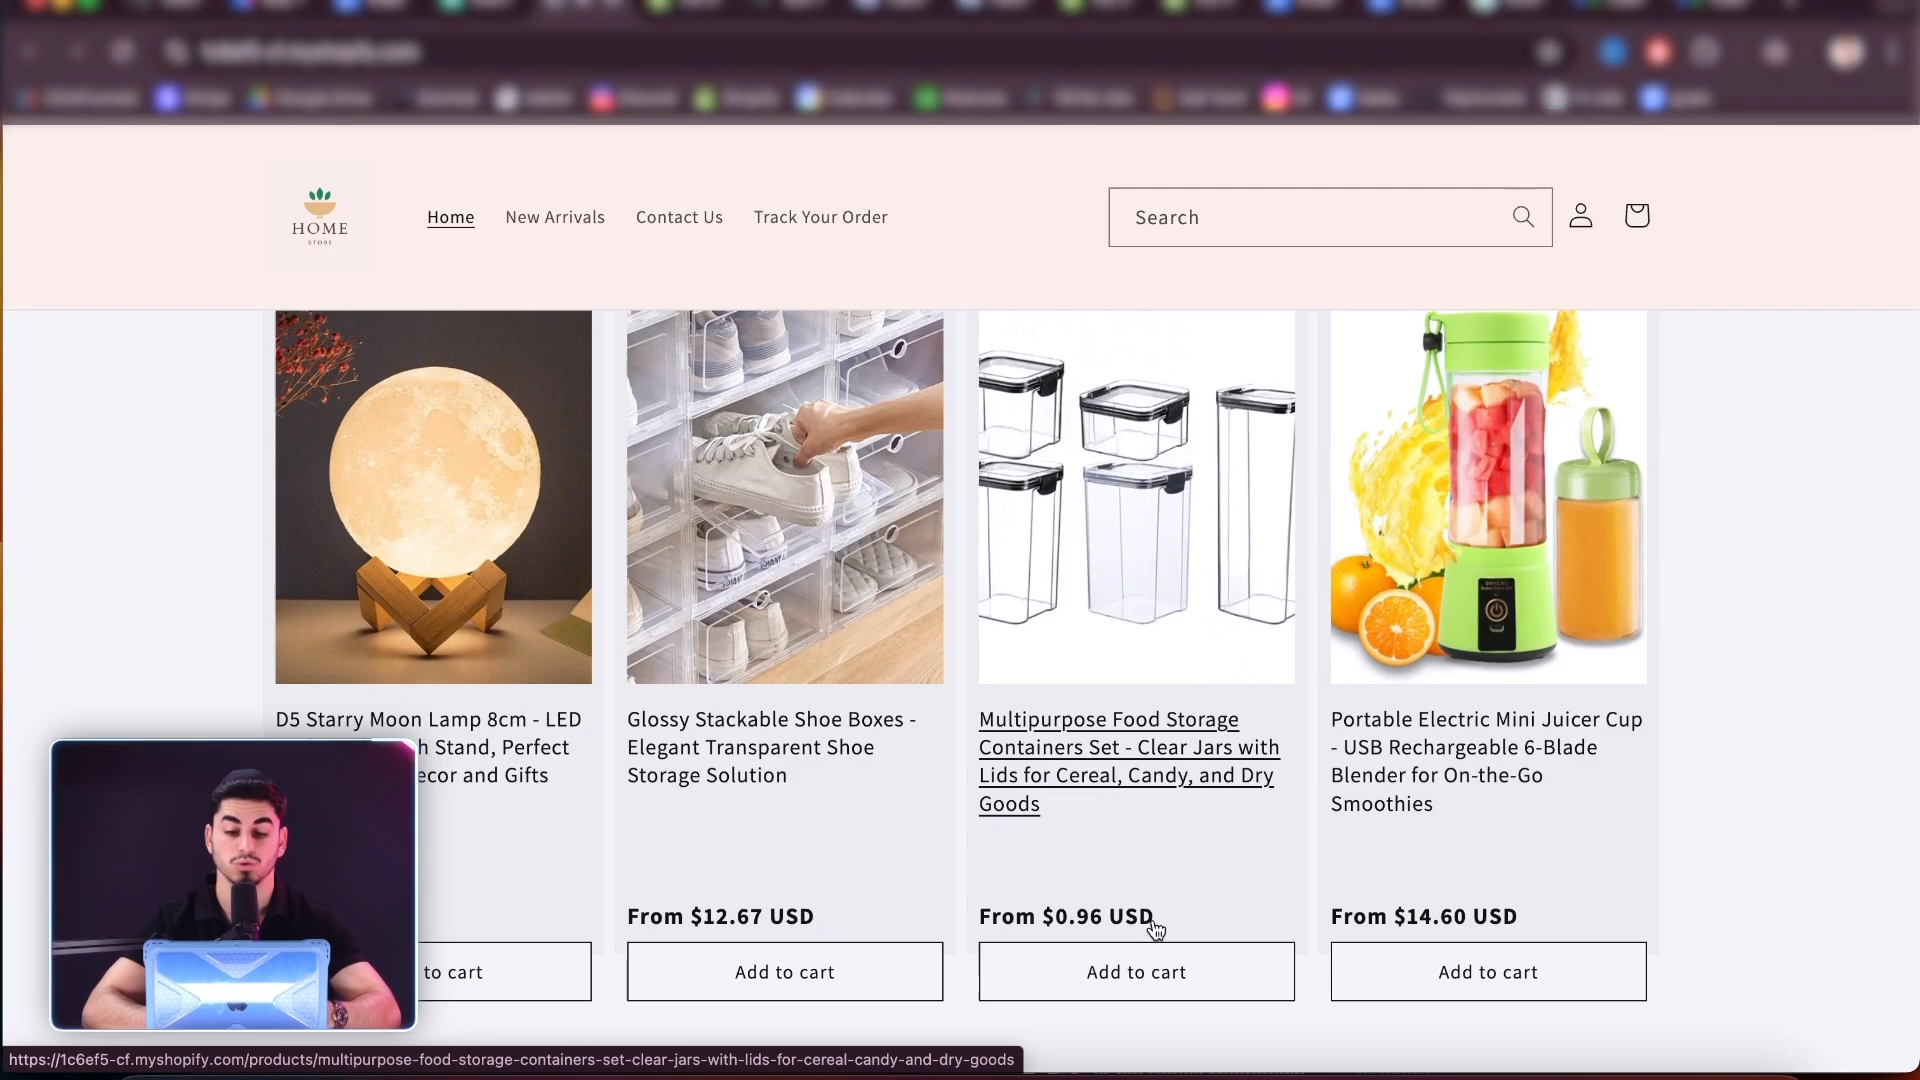 HOME
STORE
Home New Arrivals Contact Us Track Your Order
Search
D5 Starry Moon Lamp 8cm - LED
h Stand, Perfect
ecor and Gifts
to cart
Glossy Stackable Shoe Boxes -
Elegant Transparent Shoe
Storage Solution
From $12.67 USD
Add to cart
Multipurpose Food Storage
Containers Set - Clear Jars with
Lids for Cereal, Candy, and Dry
Goods
From $0.96 USD
Add to cart
Portable Electric Mini Juicer Cup
- USB Rechargeable 6-Blade
Blender for On-the-Go
Smoothies
From $14.60 USD
Add to cart
https://1c6ef5-cf.myshopify.com/products/multipurpose-food-storage-containers-set-clear-jars-with-lids-for-cereal-candy-and-dry-goods